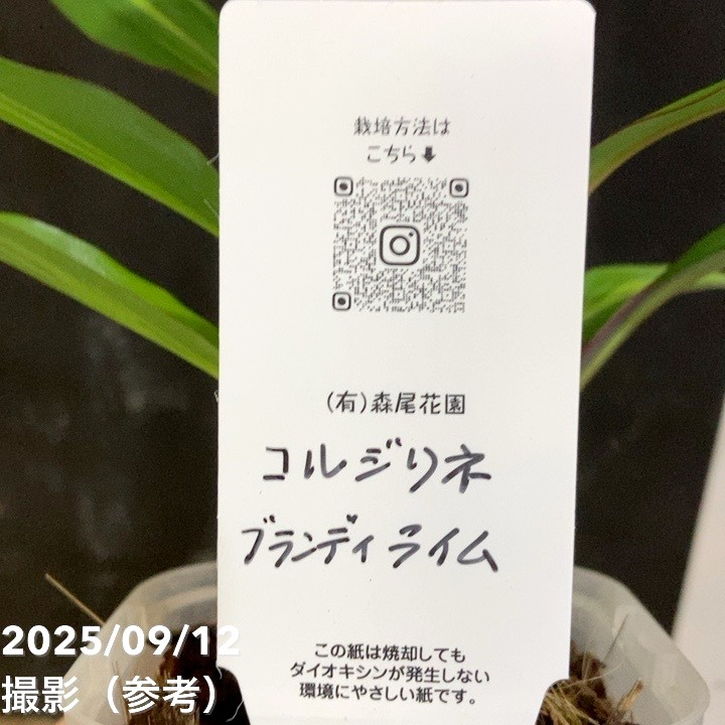 栽培方法は
こちら⬇
(有)森尾花園
コルジリネ
ブランディライム
この紙は焼却しても
ダイオキシンが発生しない
環境にやさしい紙です。
2025/09/12
撮影（参考）